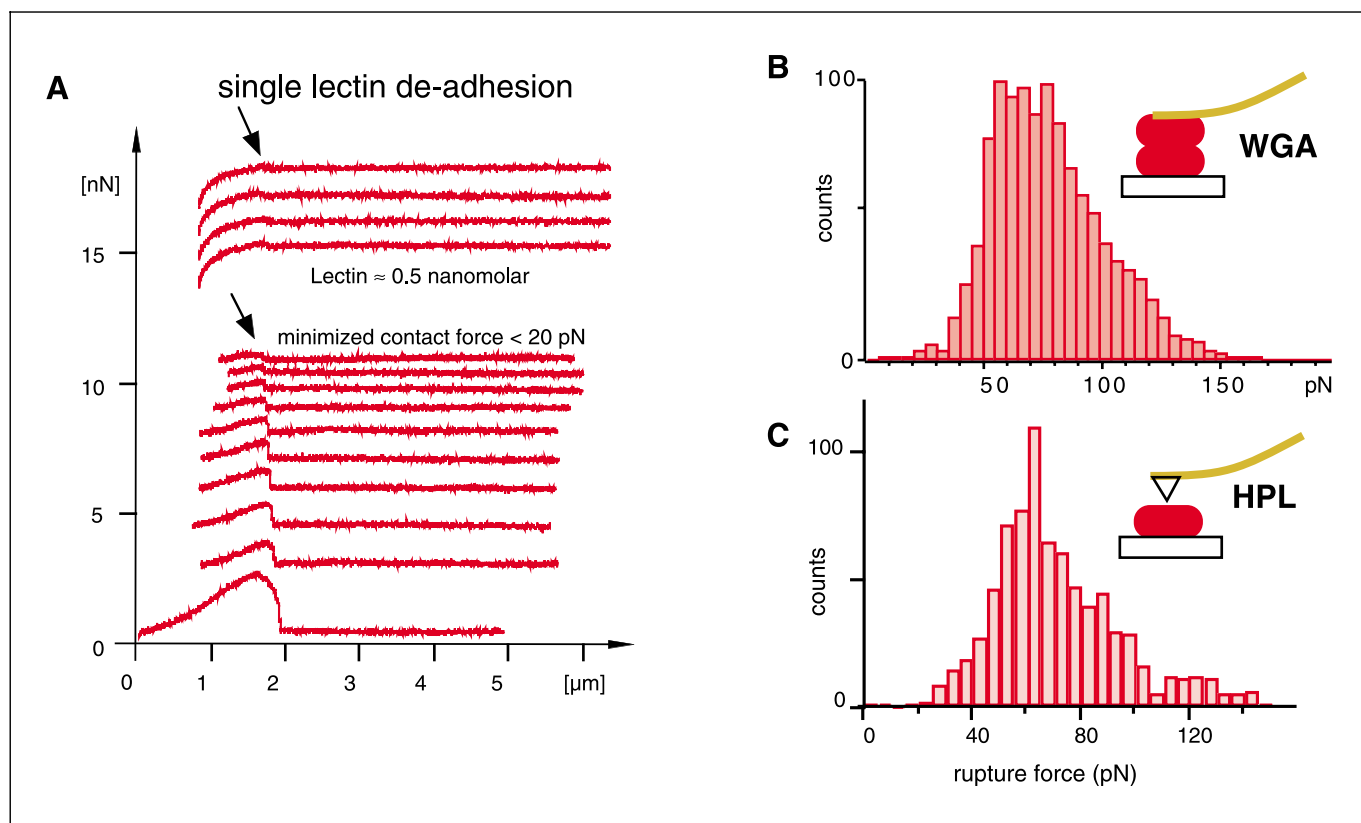 A
single lectin de-adhesion
[nN]
15
Lectin ≈ 0.5 nanomolar
minimized contact force < 20 pN
10
5
0
0 1 2 3 4 5 [µm]
B
100
WGA
counts
0
50 100 150 pN
C
100
HPL
counts
0
0 40 80 120
rupture force (pN)